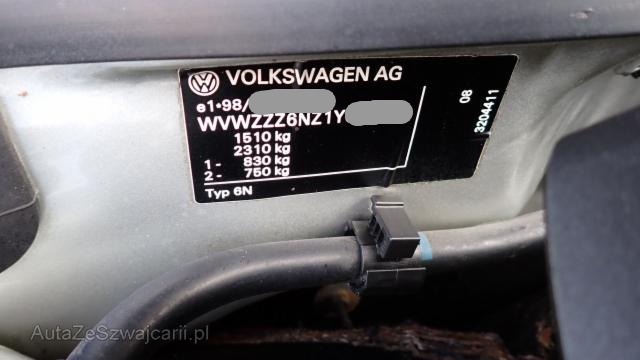 VOLKSWAGEN AG
e1*98/
WVWZZZ6NZ1Y
1510 kg
2310 kg
1- 830 kg
2- 750 kg
Typ 6N
08
3204411
AutaZeSzwajcarii.pl